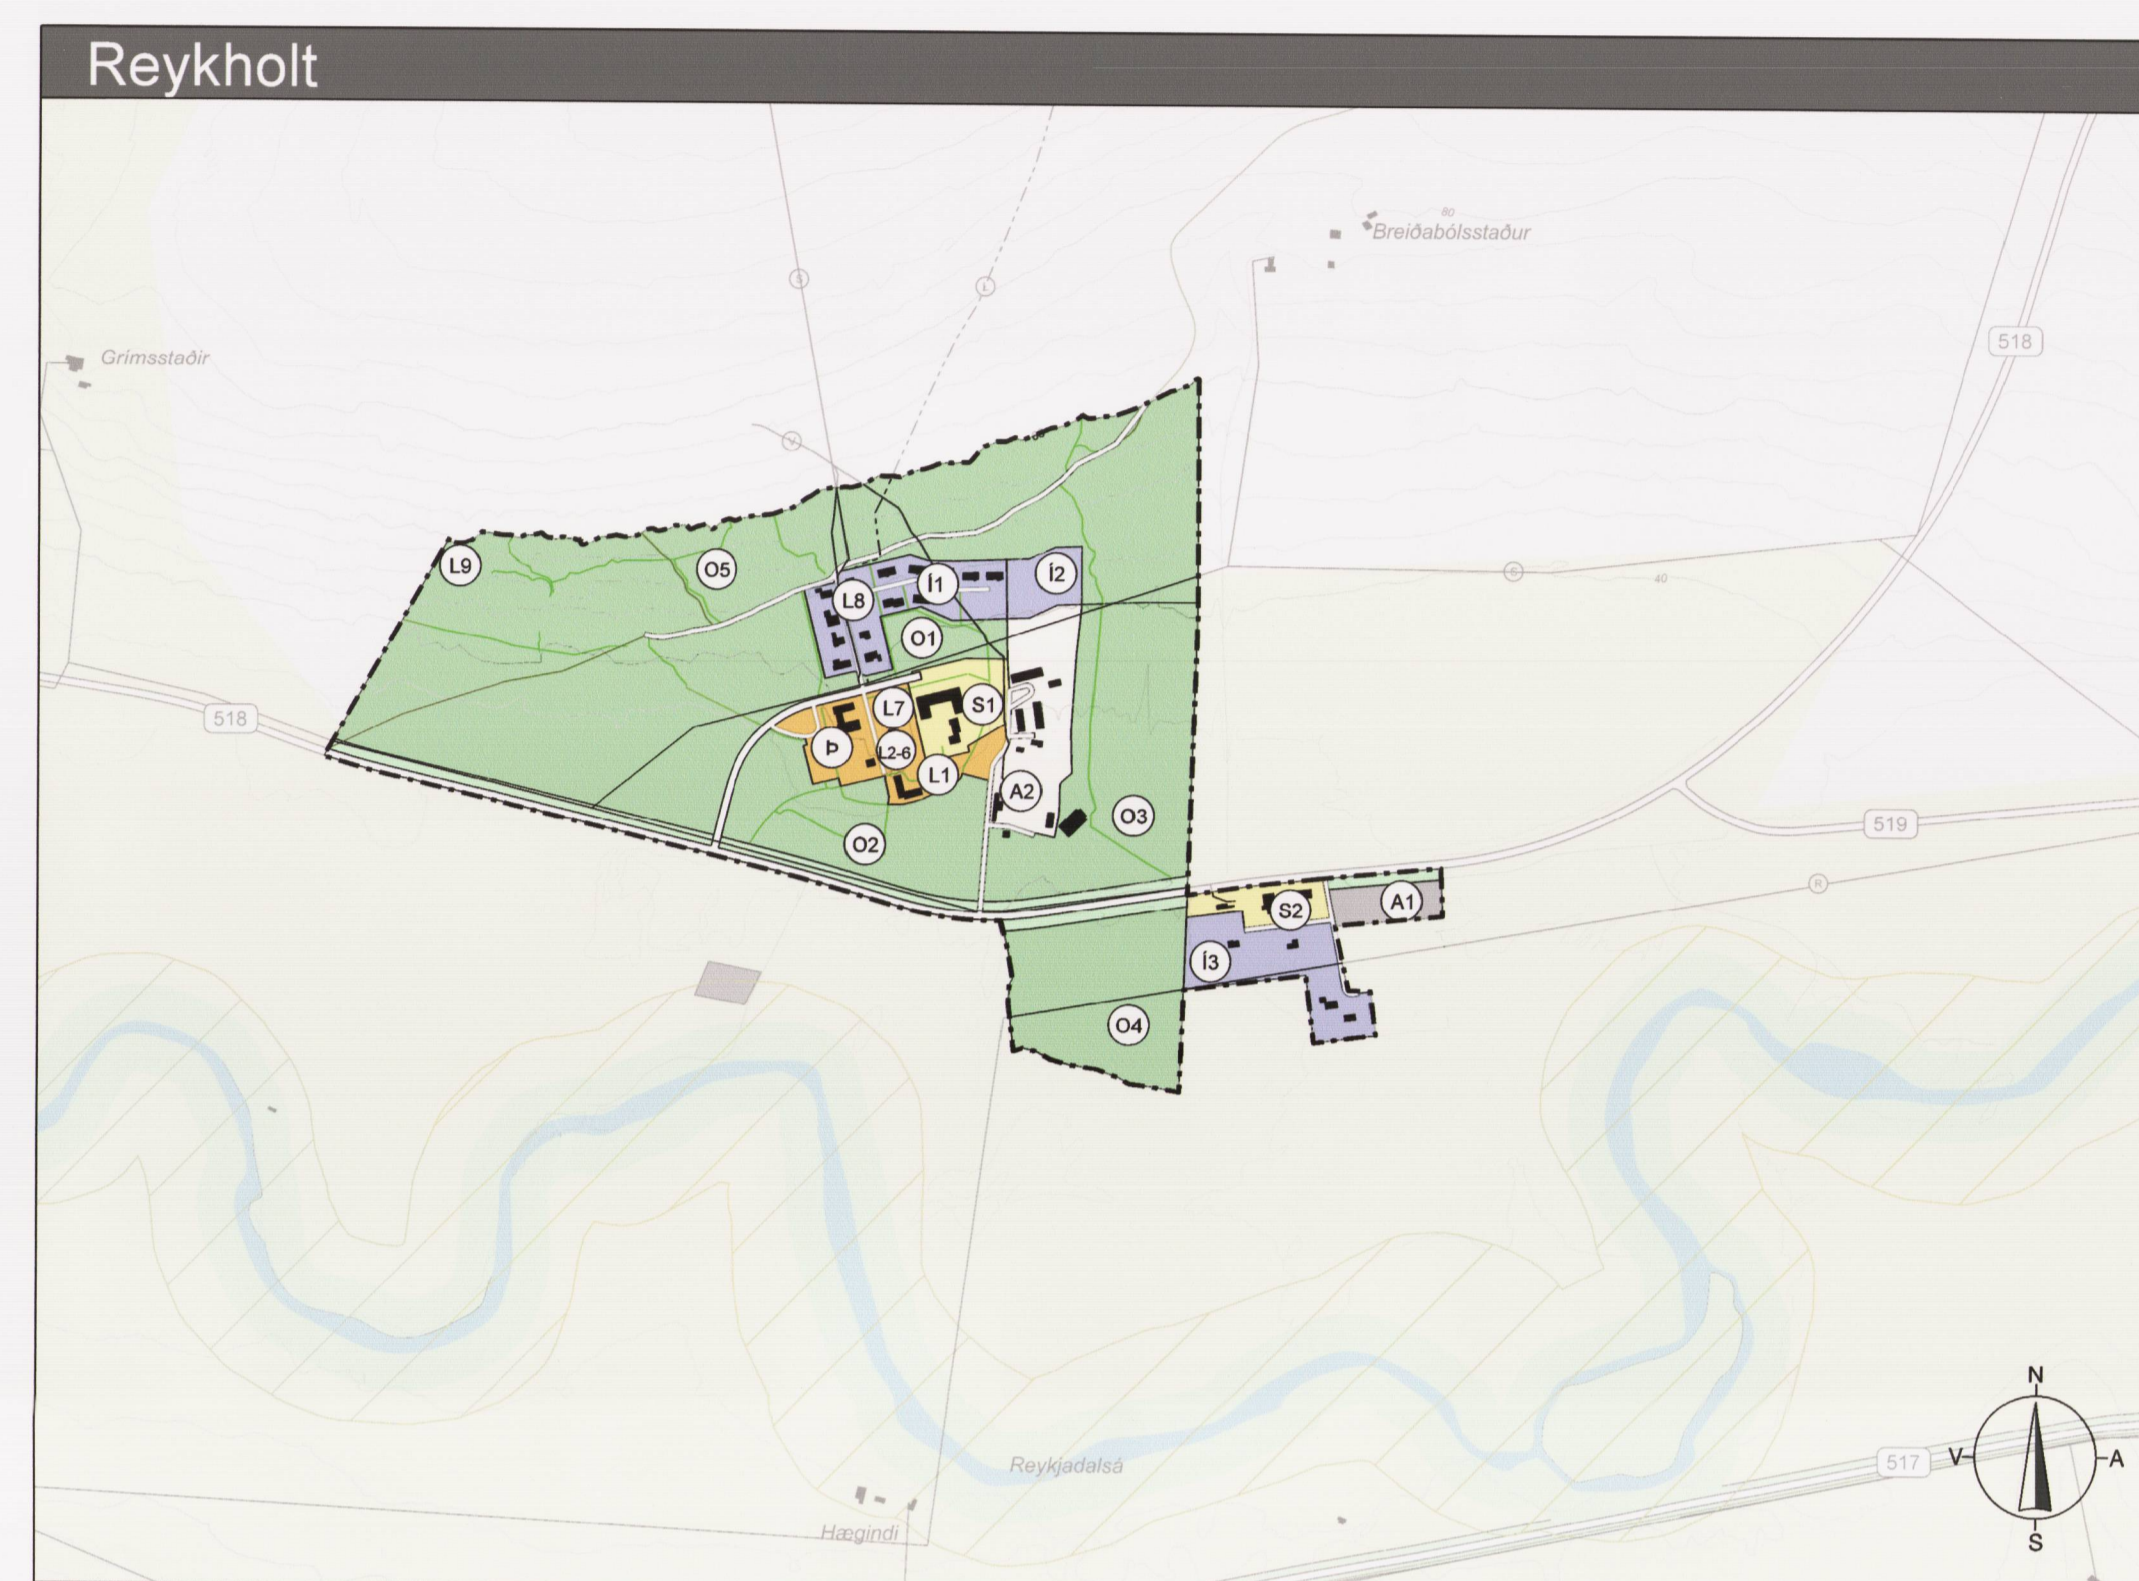 Reykholt
80
Breiðabólsstaður
S
L
518
Grímsstaðir
V
L9
O5
Í1
Í2
S
40
L8
O1
518
L7
S1
Þ
L2-6
L1
A2
O3
519
O2
R
S2
A1
Í3
O4
N
V
A
S
517
Reykjadalsá
Hægindi